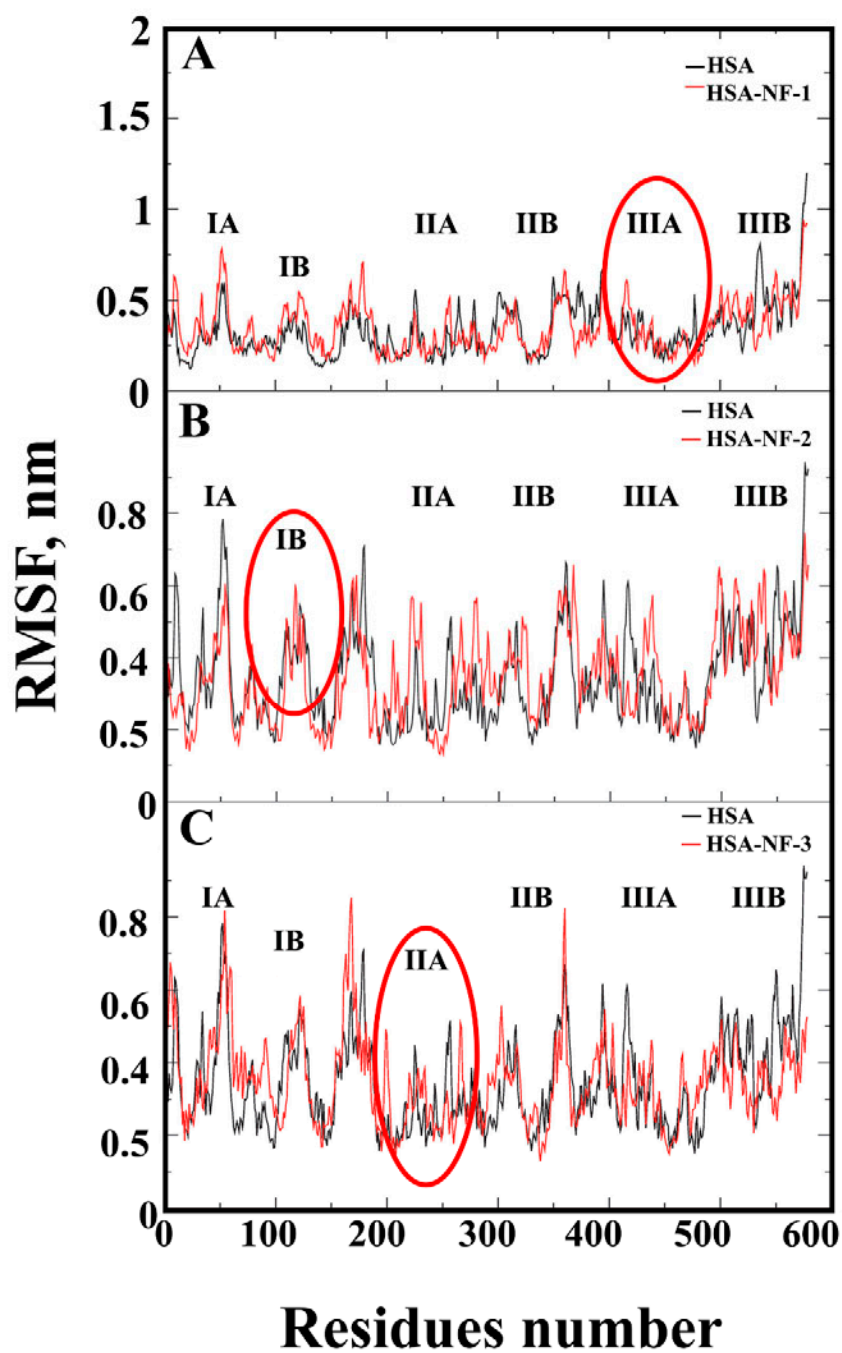 2
A
HSA
HSA-NF-1
1.5
1
IA
IB
IIA
IIB
IIIA
IIIB
0.5
0
B
HSA
HSA-NF-2
IA
IB
IIA
IIB
IIIA
IIIB
0.8
0.6
0.4
0.5
0
RMSF, nm
C
HSA
HSA-NF-3
IA
IB
IIA
IIB
IIIA
IIIB
0.8
0.6
0.4
0.5
0
0 100 200 300 400 500 600
Residues number